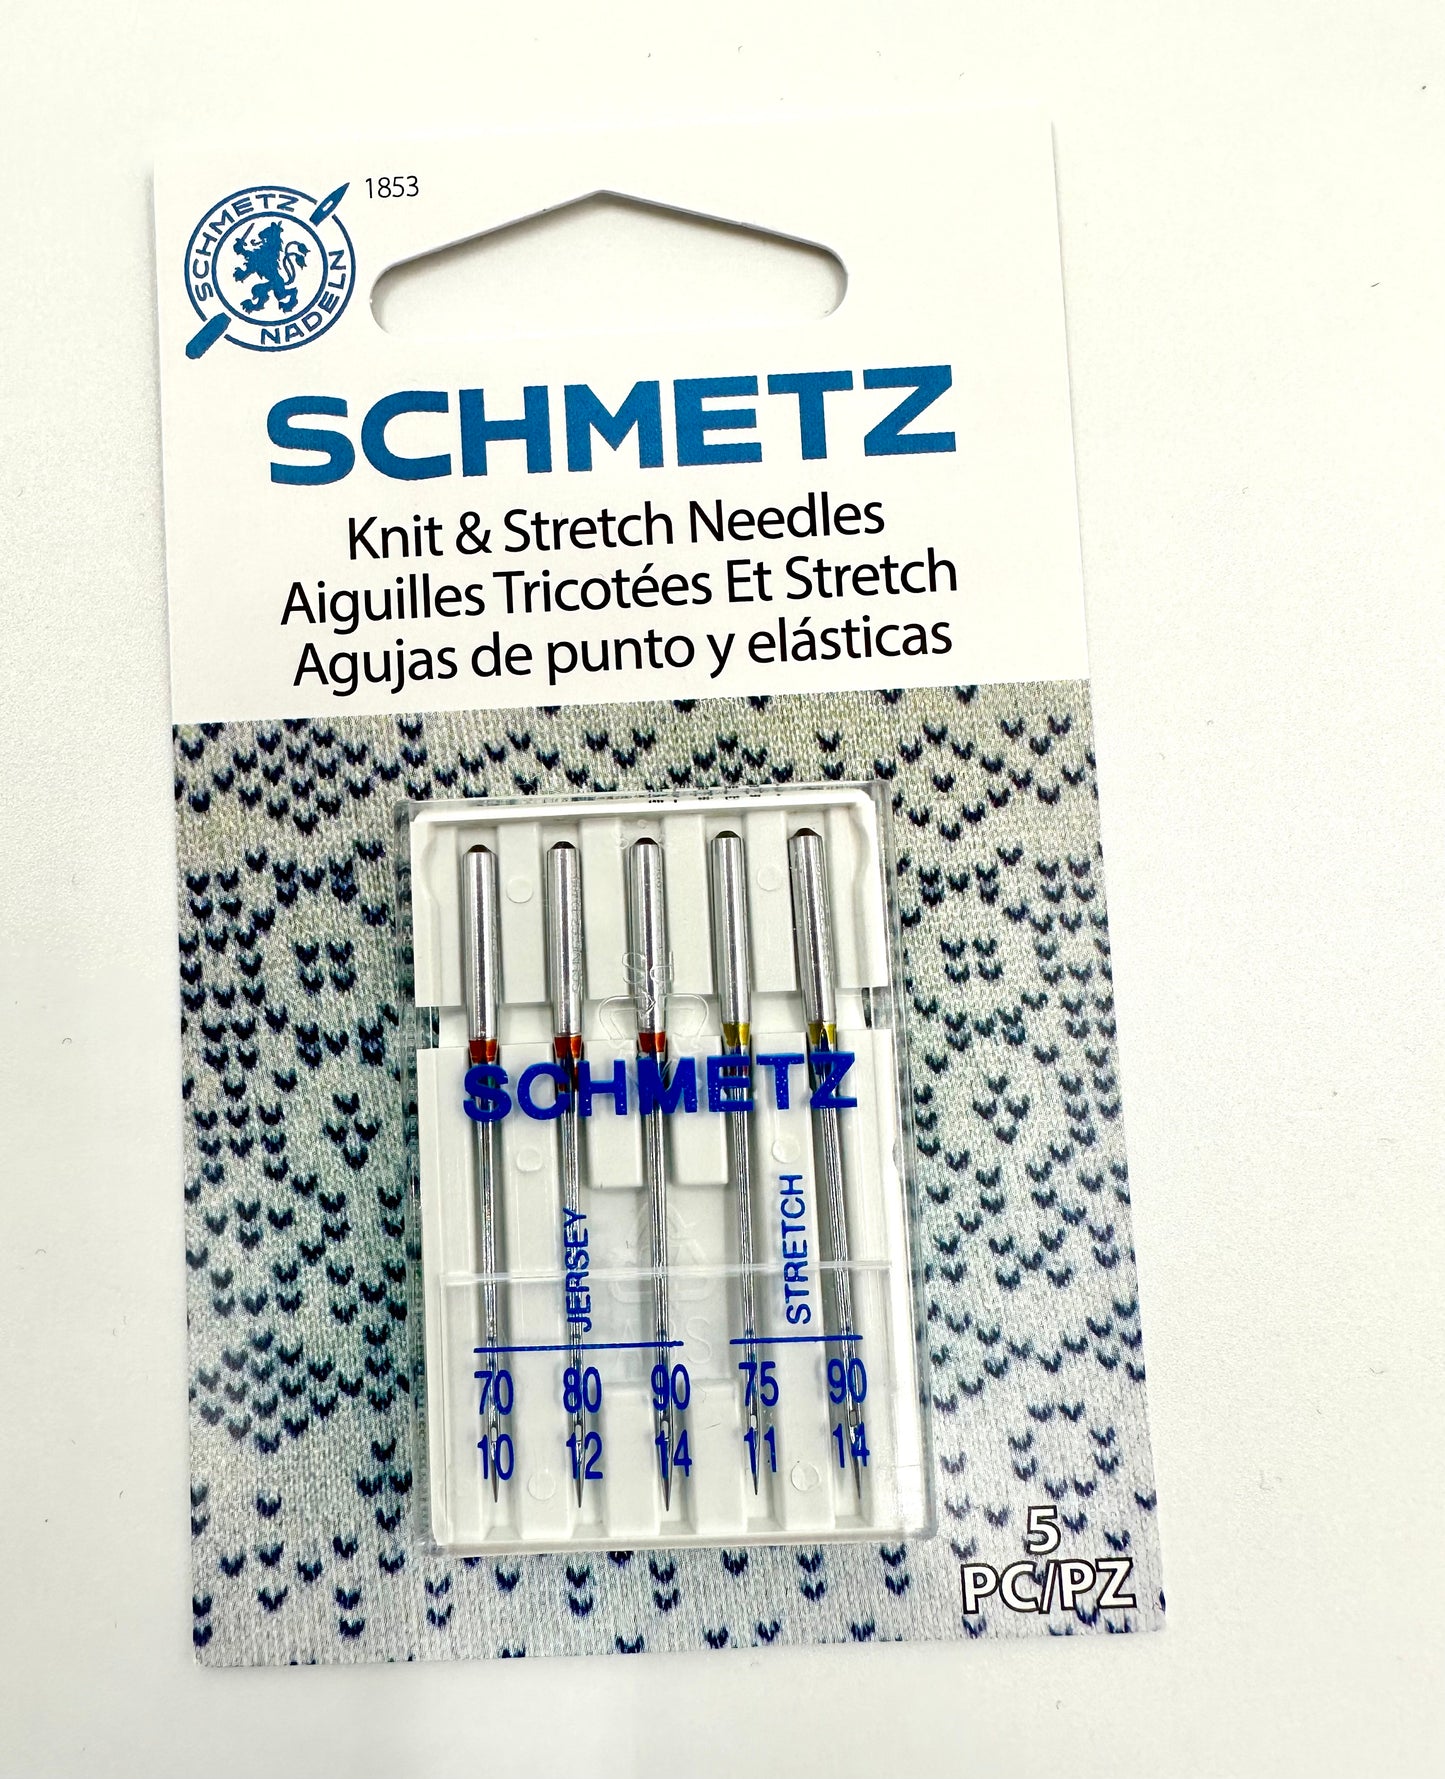 SCHMETZ
NADELN
1853
SCHMETZ
Knit & Stretch Needles
Aiguilles Tricotées Et Stretch
Agujas de punto y elásticas
SCHMETZ
JERSEY
STRETCH
70 80 90 75 90
10 12 14 11 14
5
PC/PZ